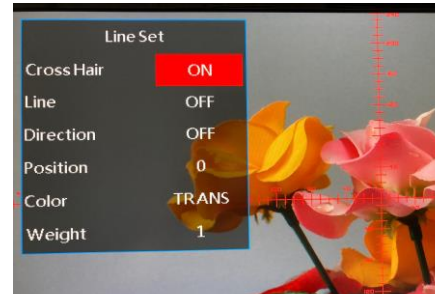 Line Set
Cross Hair ON
Line OFF
Direction OFF
Position 0
Color TRANS
Weight 1